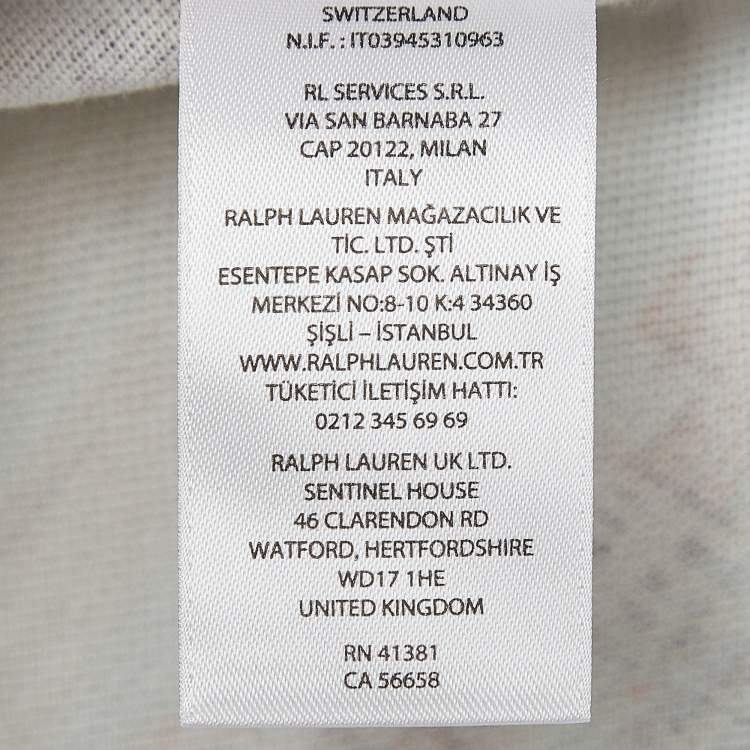 SWITZERLAND
N.I.F. : IT03945310963
RL SERVICES S.R.L.
VIA SAN BARNABA 27
CAP 20122, MILAN
ITALY
RALPH LAUREN MAĞAZACILIK VE
TİC. LTD. ŞTİ
ESENTEPE KASAP SOK. ALTINAY İŞ
MERKEZİ NO:8-10 K:4 34360
ŞİŞLİ – İSTANBUL
WWW.RALPHLAUREN.COM.TR
TÜKETİCİ İLETİŞİM HATTI:
0212 345 69 69
RALPH LAUREN UK LTD.
SENTINEL HOUSE
46 CLARENDON RD
WATFORD, HERTFORDSHIRE
WD17 1HE
UNITED KINGDOM
RN 41381
CA 56658